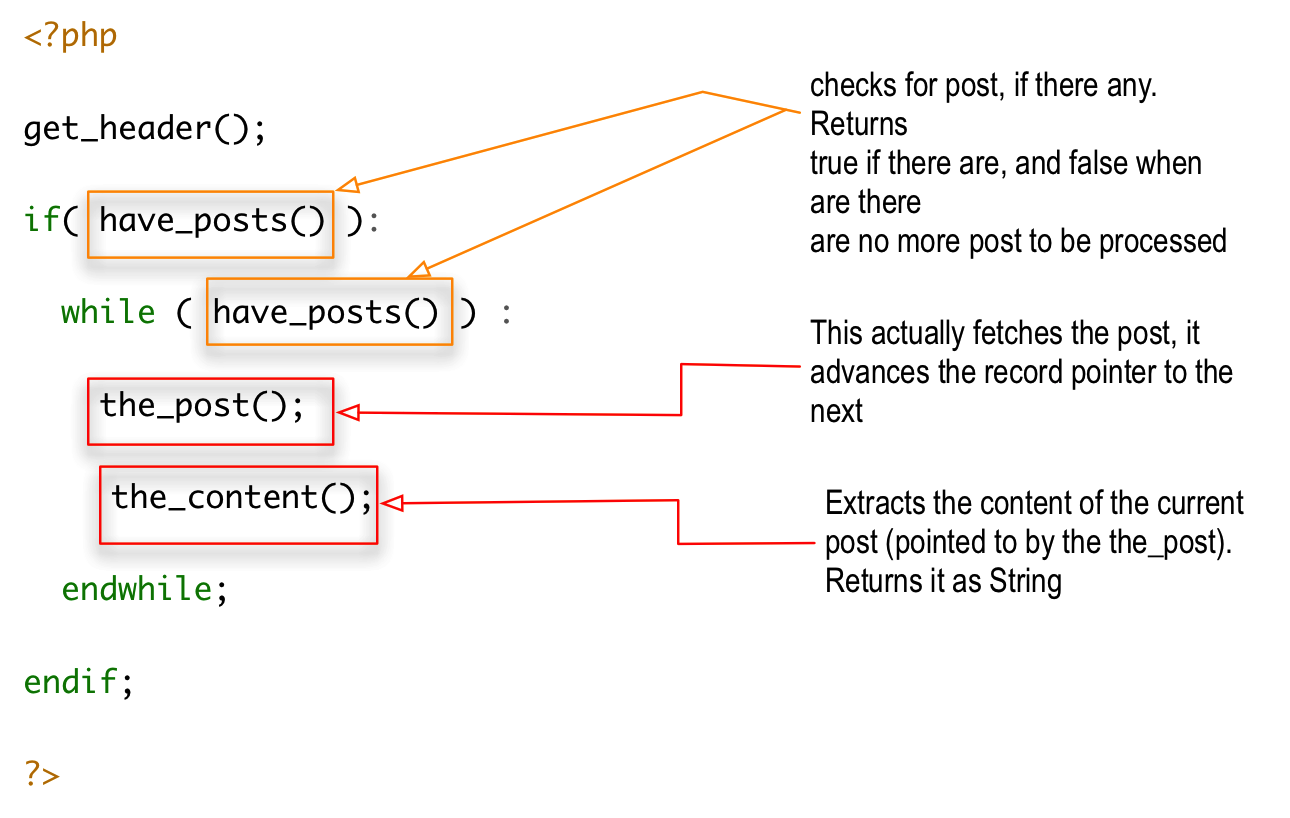 <?php
get_header();
if( have_posts() ):
while ( have_posts() ) :
the_post();
the_content();
endwhile;
endif;
?>
checks for post, if there any.
Returns
true if there are, and false when
are there
are no more post to be processed
This actually fetches the post, it
advances the record pointer to the
next
Extracts the content of the current
post (pointed to by the the_post).
Returns it as String